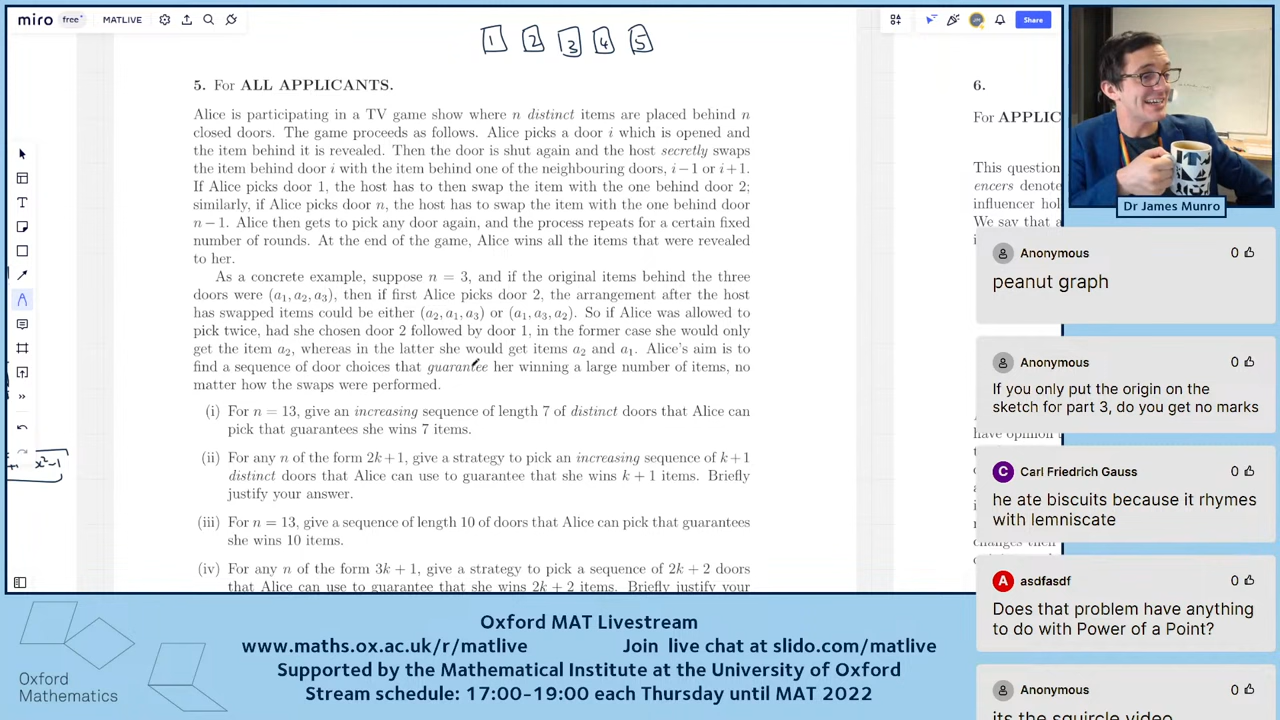 miro free MATLIVE
Share
1 2 3 4 5
5. For ALL APPLICANTS.
Alice is participating in a TV game show where n distinct items are placed behind n
closed doors. The game proceeds as follows. Alice picks a door i which is opened and
the item behind it is revealed. Then the door is shut again and the host secretly swaps
the item behind door i with the item behind one of the neighbouring doors, i − 1 or i + 1.
If Alice picks door 1, the host has to then swap the item with the one behind door 2;
similarly, if Alice picks door n, the host has to swap the item with the one behind door
n − 1. Alice then gets to pick any door again, and the process repeats for a certain fixed
number of rounds. At the end of the game, Alice wins all the items that were revealed
to her.
As a concrete example, suppose n = 3, and if the original items behind the three
doors were (a₁, a₂, a₃), then if first Alice picks door 2, the arrangement after the host
has swapped items could be either (a₂, a₁, a₃) or (a₁, a₃, a₂). So if Alice was allowed to
pick twice, had she chosen door 2 followed by door 1, in the former case she would only
get the item a₂, whereas in the latter she would get items a₂ and a₁. Alice's aim is to
find a sequence of door choices that guarantee her winning a large number of items, no
matter how the swaps were performed.
(i) For n = 13, give an increasing sequence of length 7 of distinct doors that Alice can
pick that guarantees she wins 7 items.
(ii) For any n of the form 2k + 1, give a strategy to pick an increasing sequence of k + 1
distinct doors that Alice can use to guarantee that she wins k + 1 items. Briefly
justify your answer.
(iii) For n = 13, give a sequence of length 10 of doors that Alice can pick that guarantees
she wins 10 items.
(iv) For any n of the form 3k + 1, give a strategy to pick a sequence of 2k + 2 doors
that Alice can use to guarantee that she wins 2k + 2 items. Briefly justify your
x²−1
6.
For APPLIC
This question
encers denote
influencer hol
We say that a
have opinion
Dr James Munro
Anonymous 0
peanut graph
Anonymous 0
If you only put the origin on the
sketch for part 3, do you get no marks
C Carl Friedrich Gauss 0
he ate biscuits because it rhymes
with lemniscate
A asdfasdf 0
Does that problem have anything
to do with Power of a Point?
Anonymous 0
its the squircle video
Oxford
Mathematics
Oxford MAT Livestream
www.maths.ox.ac.uk/r/matlive Join live chat at slido.com/matlive
Supported by the Mathematical Institute at the University of Oxford
Stream schedule: 17:00-19:00 each Thursday until MAT 2022